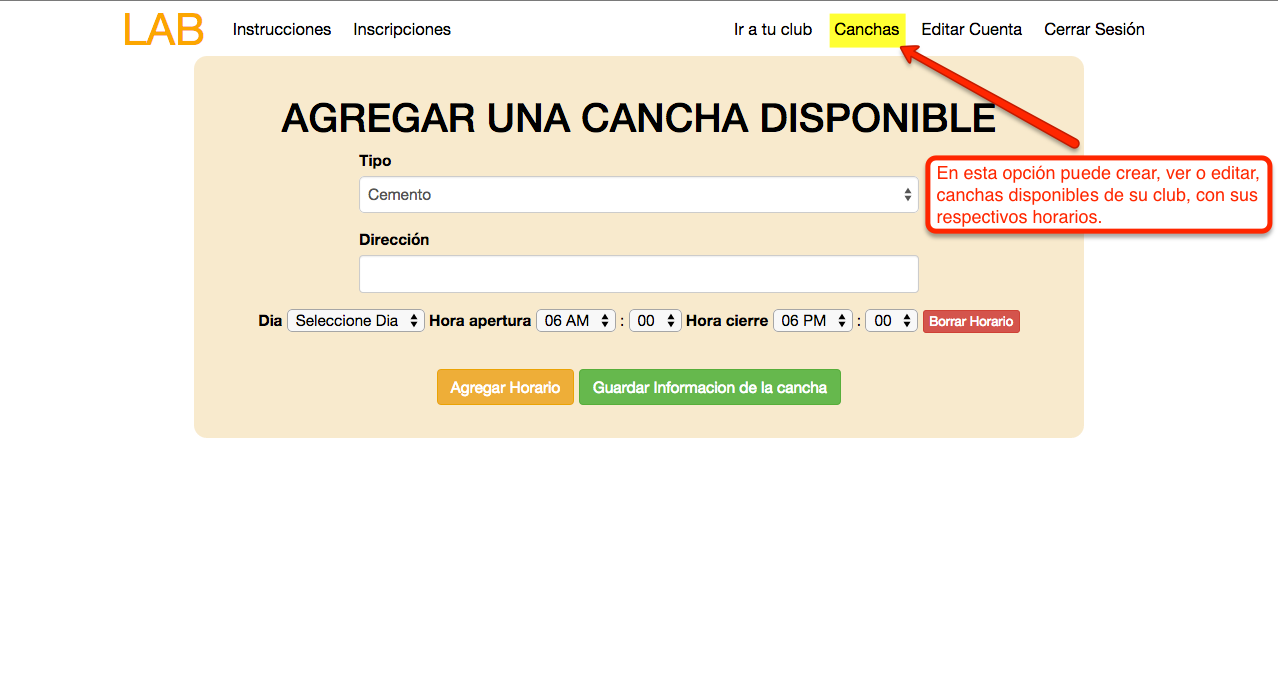 LAB Instrucciones Inscripciones Ir a tu club Canchas Editar Cuenta Cerrar Sesión
AGREGAR UNA CANCHA DISPONIBLE
Tipo
Cemento
En esta opción puede crear, ver o editar,
canchas disponibles de su club, con sus
respectivos horarios.
Dirección
Dia Seleccione Dia Hora apertura 06 AM : 00 Hora cierre 06 PM : 00 Borrar Horario
Agregar Horario Guardar Informacion de la cancha